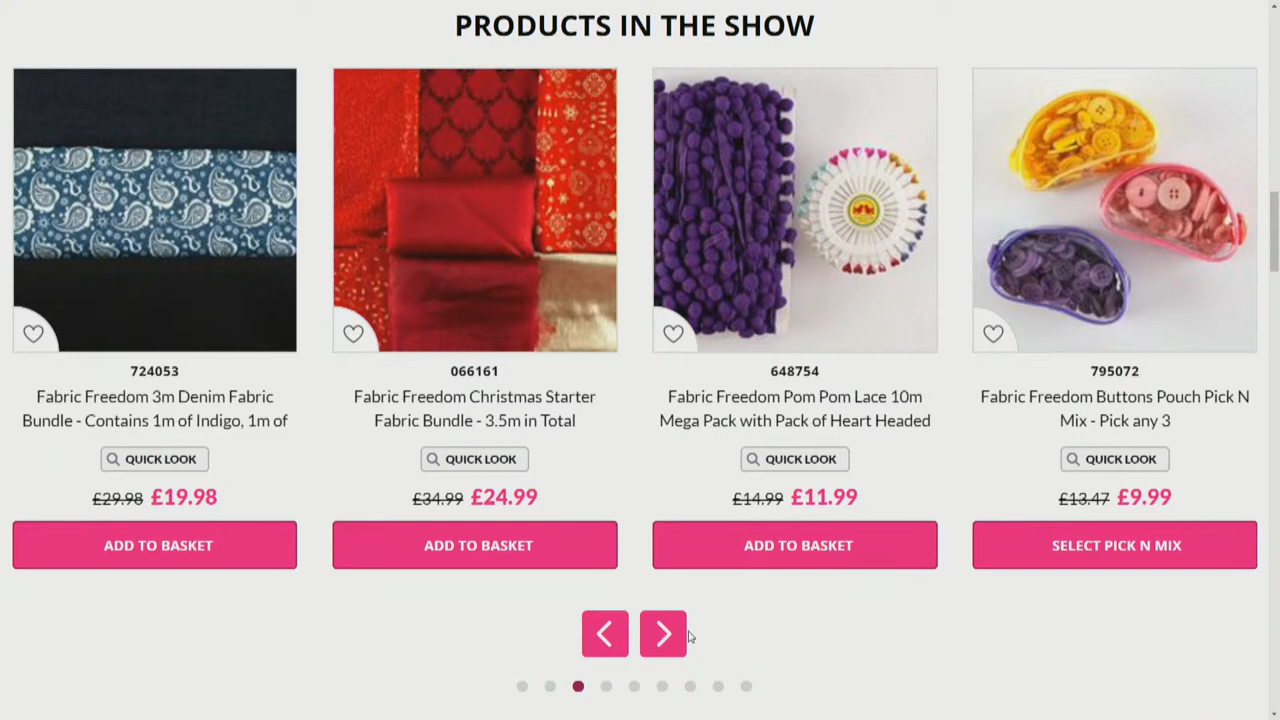 PRODUCTS IN THE SHOW
724053
Fabric Freedom 3m Denim Fabric
Bundle - Contains 1m of Indigo, 1m of
QUICK LOOK
£29.98 £19.98
ADD TO BASKET
066161
Fabric Freedom Christmas Starter
Fabric Bundle - 3.5m in Total
QUICK LOOK
£34.99 £24.99
ADD TO BASKET
648754
Fabric Freedom Pom Pom Lace 10m
Mega Pack with Pack of Heart Headed
QUICK LOOK
£14.99 £11.99
ADD TO BASKET
795072
Fabric Freedom Buttons Pouch Pick N
Mix - Pick any 3
QUICK LOOK
£13.47 £9.99
SELECT PICK N MIX